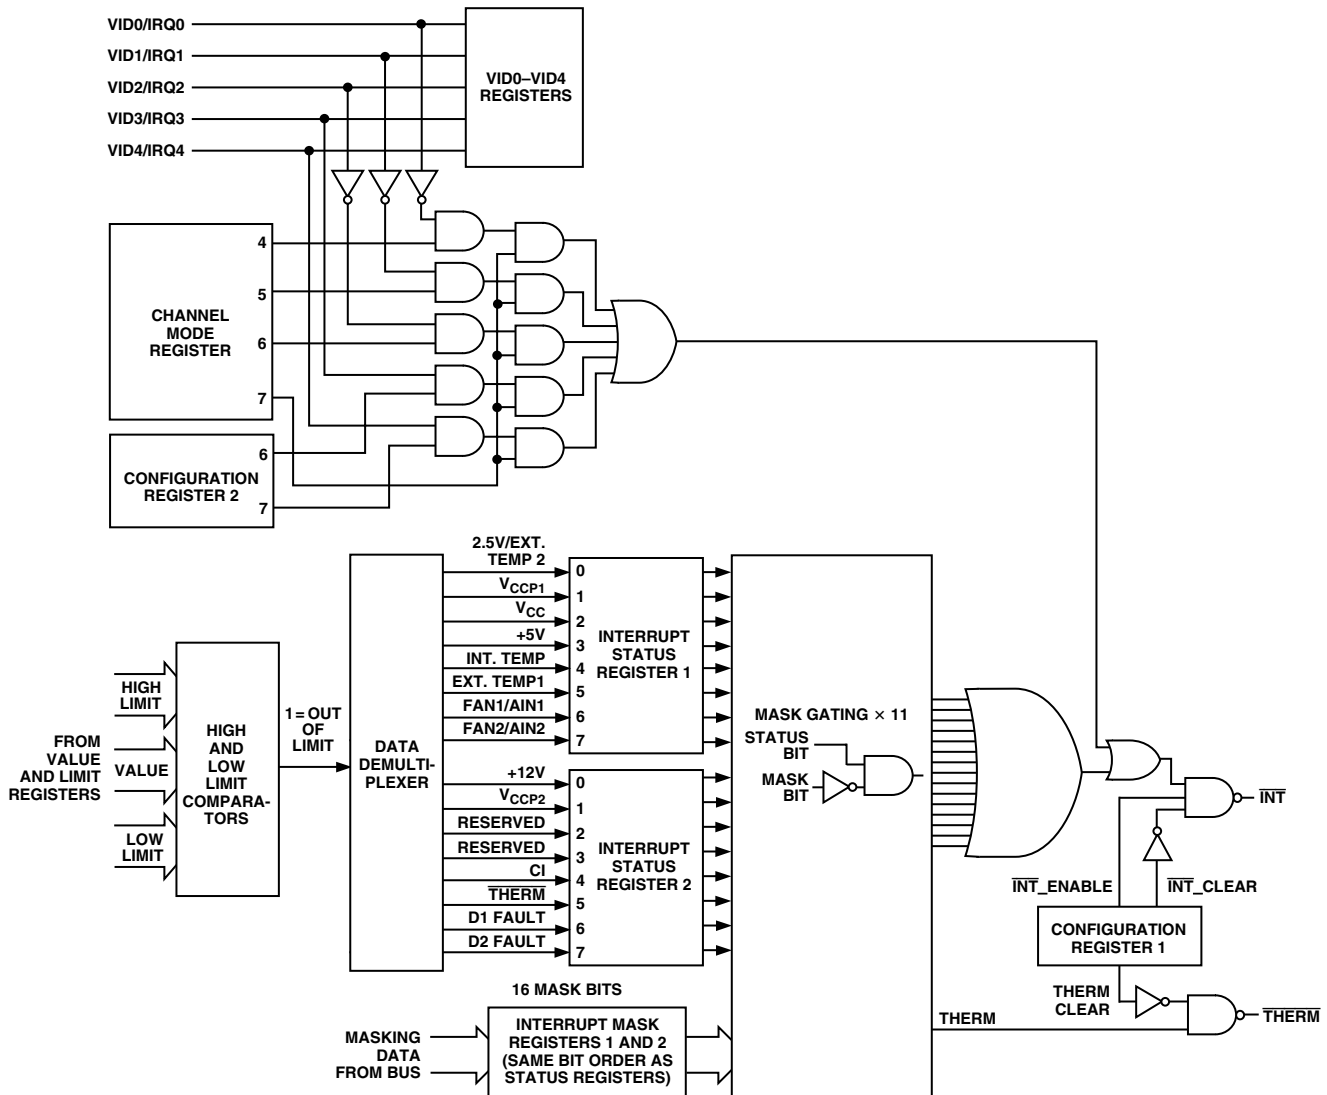 VID0/IRQ0
VID1/IRQ1
VID2/IRQ2
VID3/IRQ3
VID4/IRQ4
VID0–VID4
REGISTERS
4
5
6
7
CHANNEL
MODE
REGISTER
6
7
CONFIGURATION
REGISTER 2
FROM
VALUE
AND LIMIT
REGISTERS
HIGH
LIMIT
VALUE
LOW
LIMIT
HIGH
AND
LOW
LIMIT
COMPARA-
TORS
1 = OUT
OF
LIMIT
DATA
DEMULTI-
PLEXER
2.5V/EXT.
TEMP 2
VCCP1
VCC
+5V
INT. TEMP
EXT. TEMP1
FAN1/AIN1
FAN2/AIN2
0
1
2
3
4
5
6
7
INTERRUPT
STATUS
REGISTER 1
+12V
VCCP2
RESERVED
RESERVED
CI
THERM
D1 FAULT
D2 FAULT
0
1
2
3
4
5
6
7
INTERRUPT
STATUS
REGISTER 2
16 MASK BITS
MASKING
DATA
FROM BUS
INTERRUPT MASK
REGISTERS 1 AND 2
(SAME BIT ORDER AS
STATUS REGISTERS)
MASK GATING × 11
STATUS
BIT
MASK
BIT
INT
INT_ENABLE
INT_CLEAR
CONFIGURATION
REGISTER 1
THERM
CLEAR
THERM
THERM